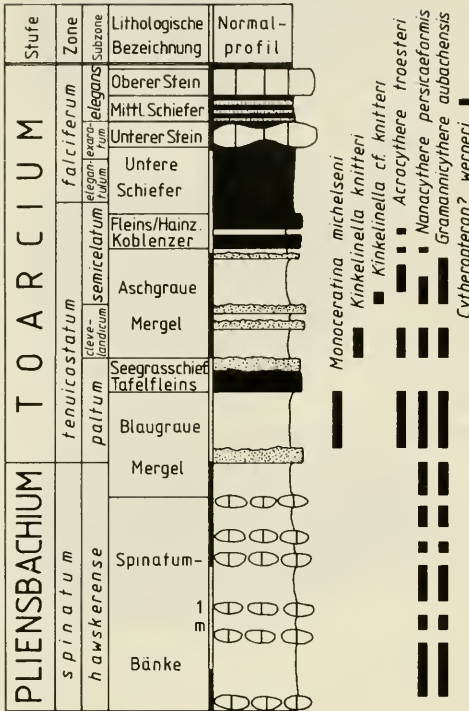 Stufe
Zone
Subzone
Lithologische
Bezeichnung
Normal-
profil
TOARCIUM
PLIENSBACHIUM
falciferum
tenuicostatum
spinatum
elegans
exara-
tum
elegan-
tulum
semicelatum
cleve-
landicum
paltum
hawskerense
Oberer Stein
Mittl. Schiefer
Unterer Stein
Untere
Schiefer
Fleins/Hainz.
Koblenzer
Aschgraue
Mergel
Seegrasschief.
Tafelfleins
Blaugraue
Mergel
Spinatum-
1
m
Bänke
Monoceratina michelseni
Kinkelinella knitteri
Kinkelinella cf. knitteri
Acrocythere troesteri
Nanacythere persicaeformis
Gramannicythere aubachensis
Cytheropteron? werneri